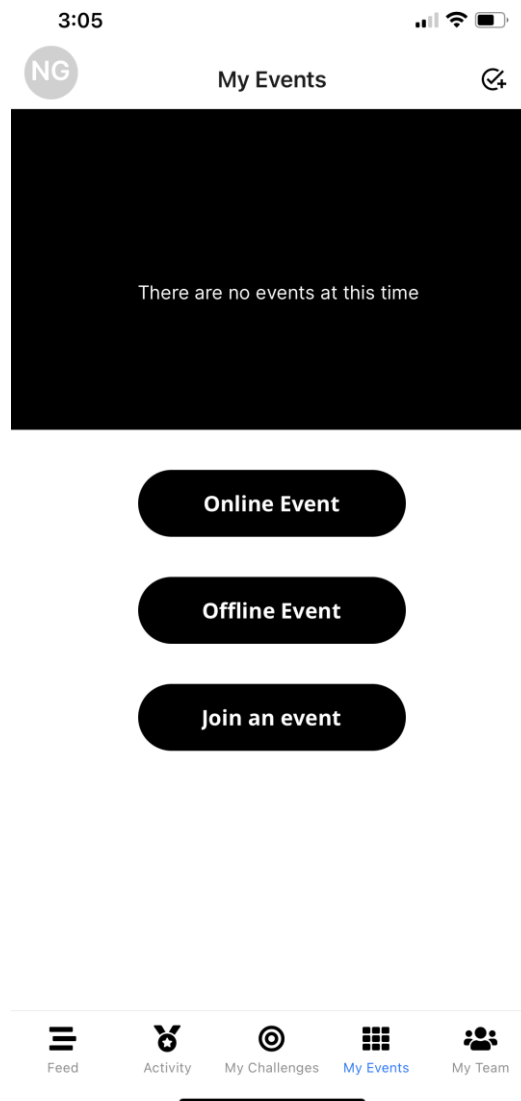 3:05
NG
My Events
There are no events at this time
Online Event
Offline Event
Join an event
Feed
Activity
My Challenges
My Events
My Team